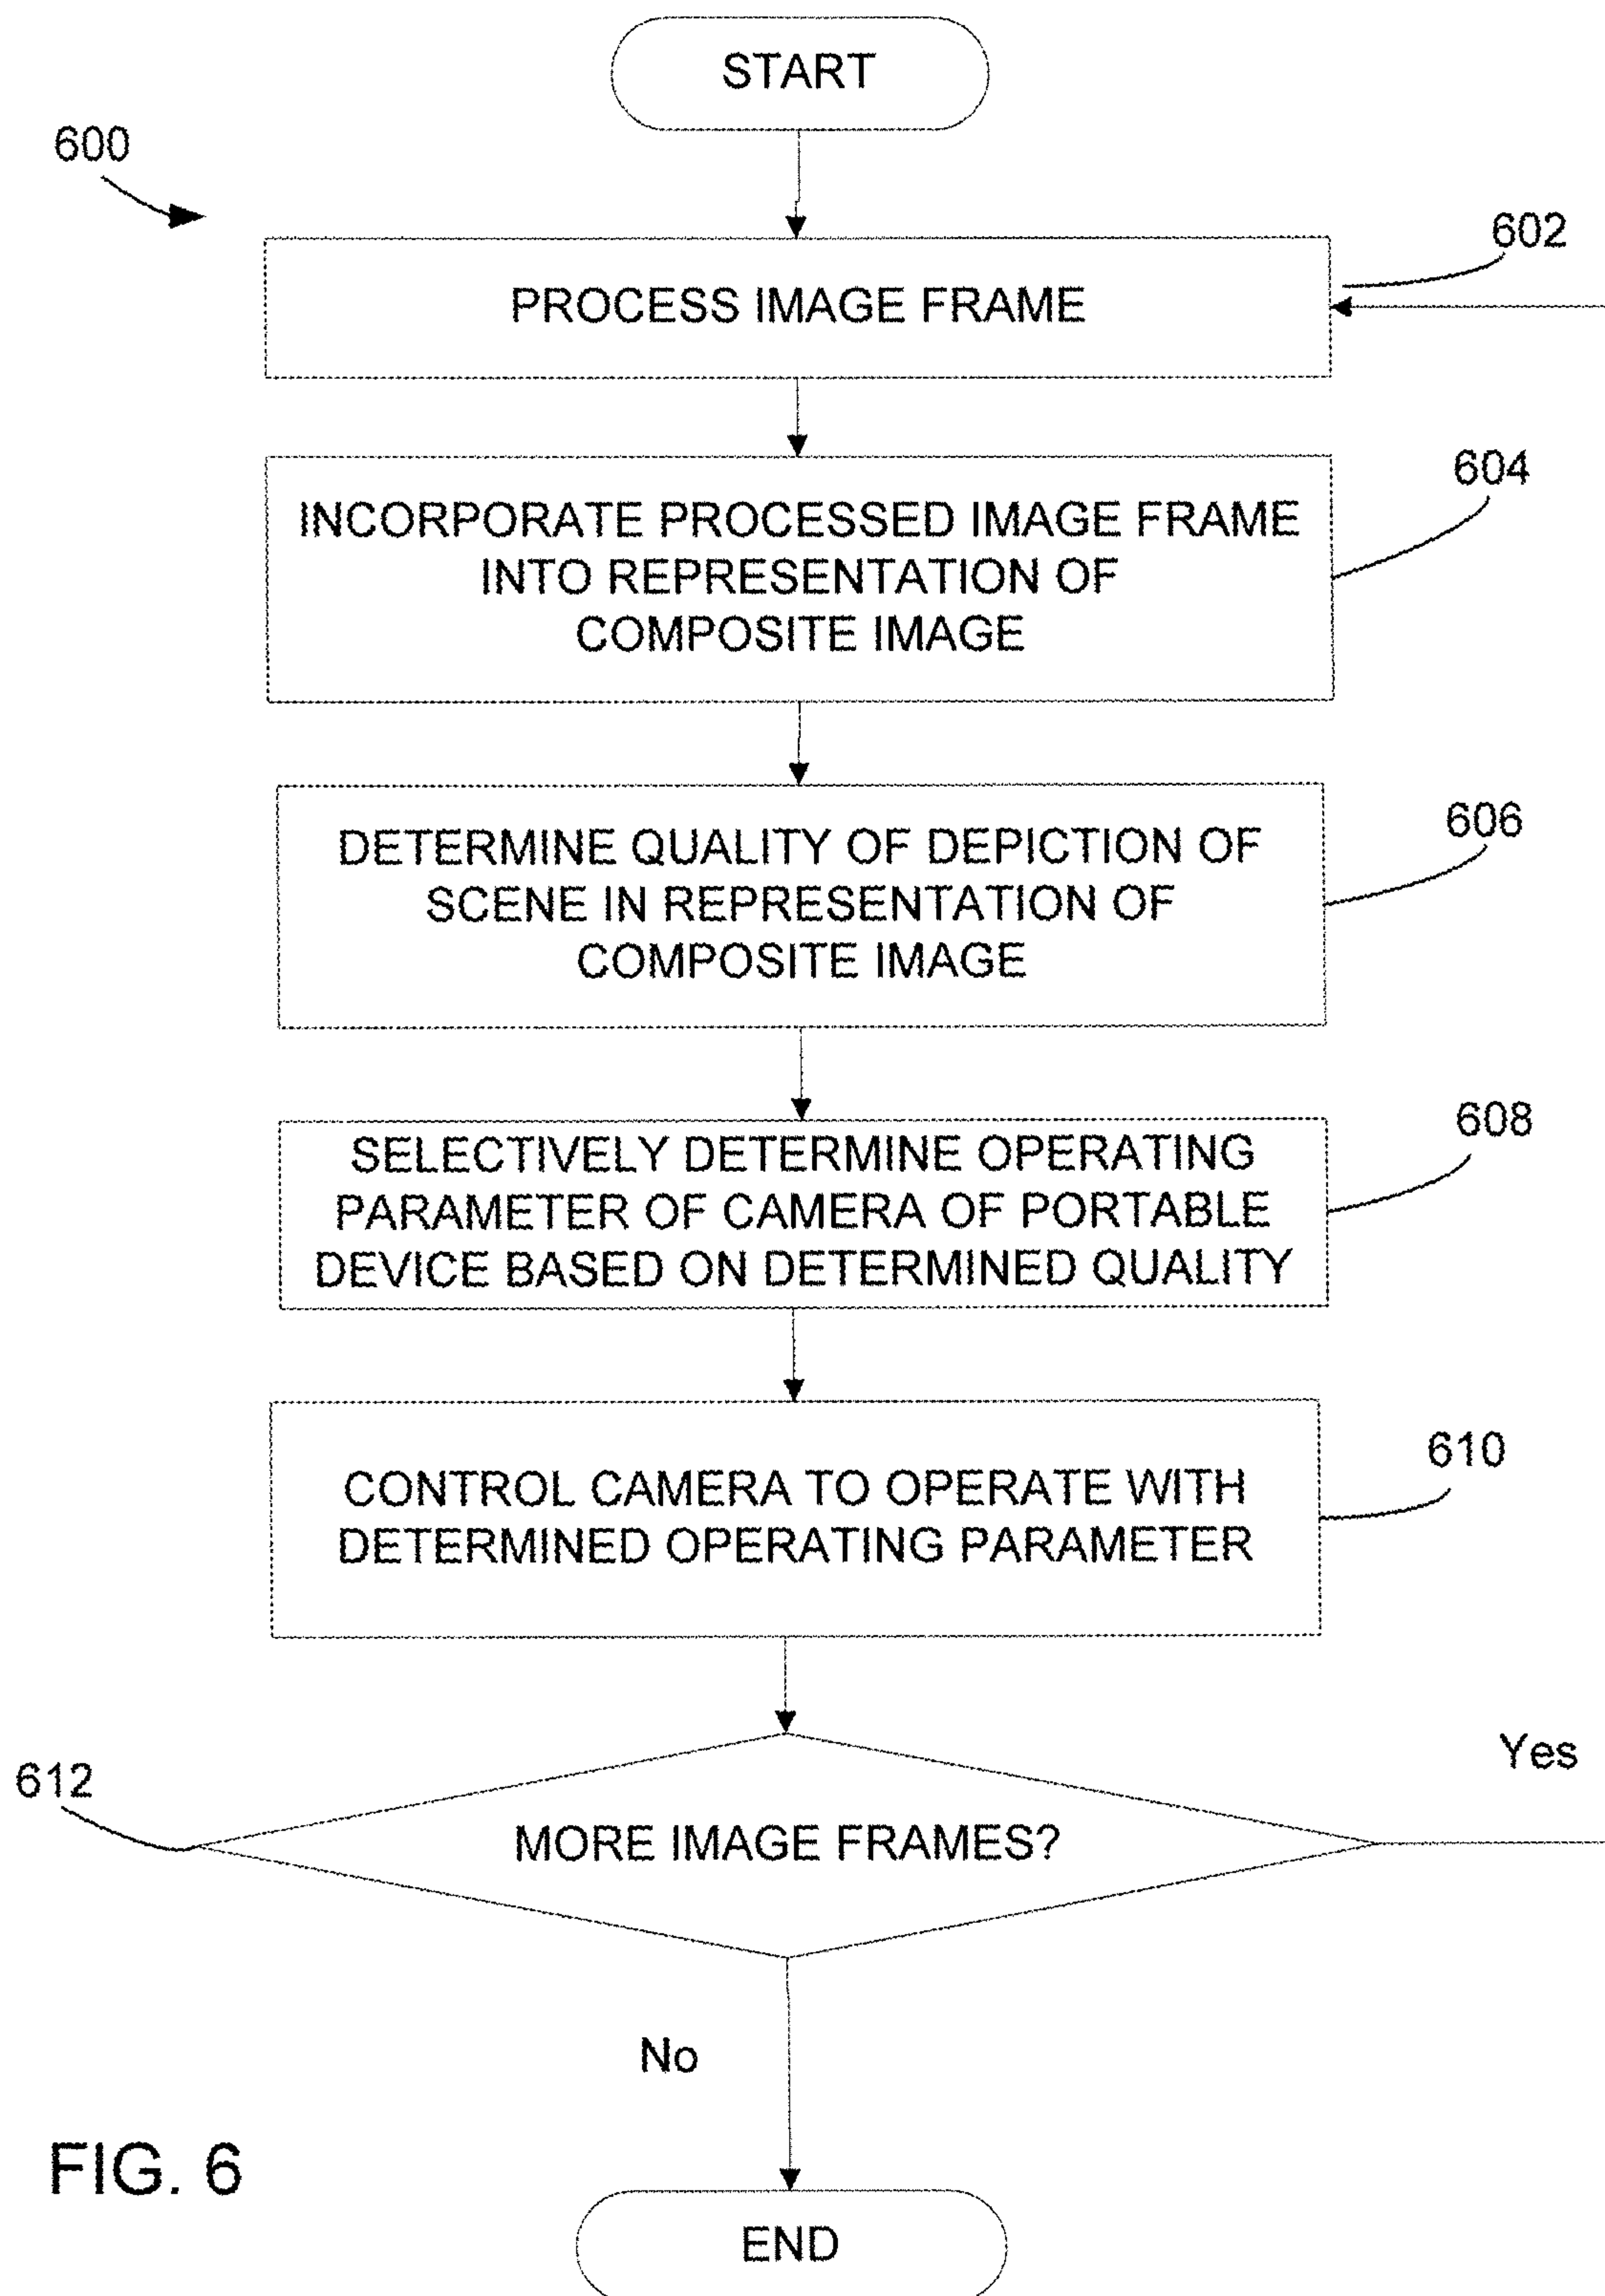 START
600
602
PROCESS IMAGE FRAME
604
INCORPORATE PROCESSED IMAGE FRAME
INTO REPRESENTATION OF
COMPOSITE IMAGE
606
DETERMINE QUALITY OF DEPICTION OF
SCENE IN REPRESENTATION OF
COMPOSITE IMAGE
608
SELECTIVELY DETERMINE OPERATING
PARAMETER OF CAMERA OF PORTABLE
DEVICE BASED ON DETERMINED QUALITY
610
CONTROL CAMERA TO OPERATE WITH
DETERMINED OPERATING PARAMETER
612
Yes
MORE IMAGE FRAMES?
No
FIG. 6
END